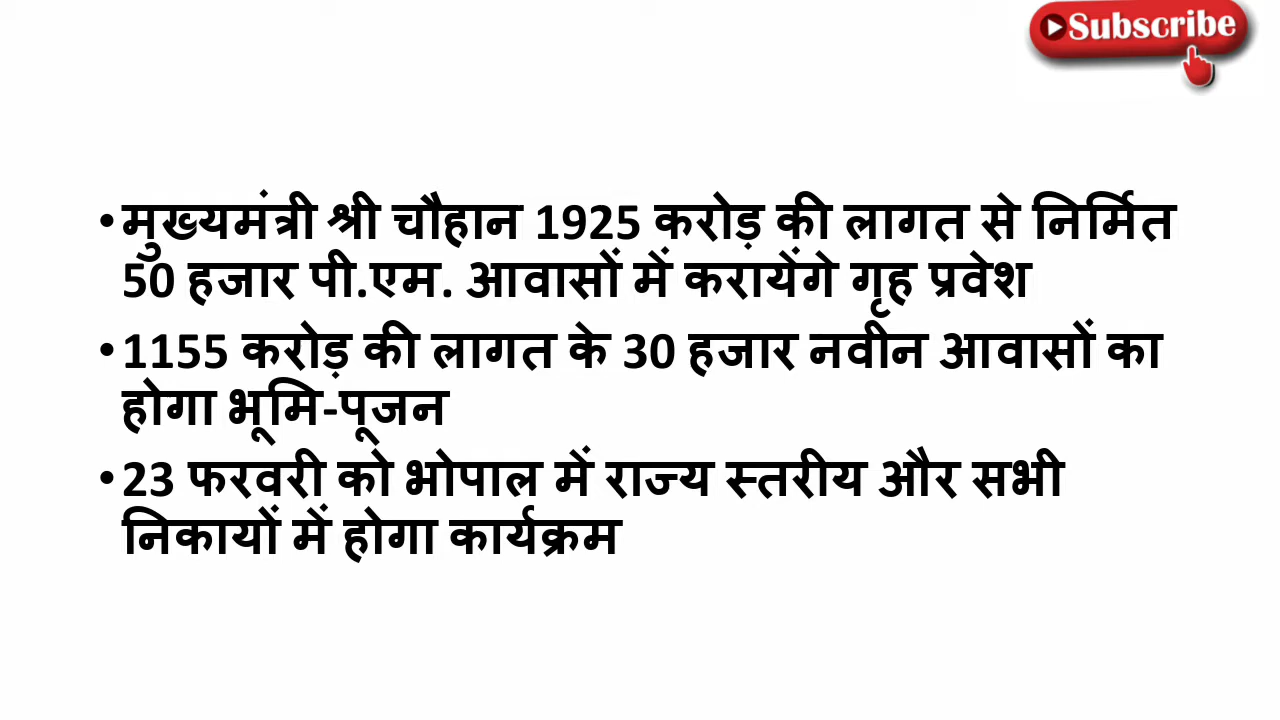 Subscribe
•मुख्यमंत्री श्री चौहान 1925 करोड़ की लागत से निर्मित
50 हजार पी.एम. आवासों में करायेंगे गृह प्रवेश
•1155 करोड़ की लागत के 30 हजार नवीन आवासों का
होगा भूमि-पूजन
•23 फरवरी को भोपाल में राज्य स्तरीय और सभी
निकायों में होगा कार्यक्रम